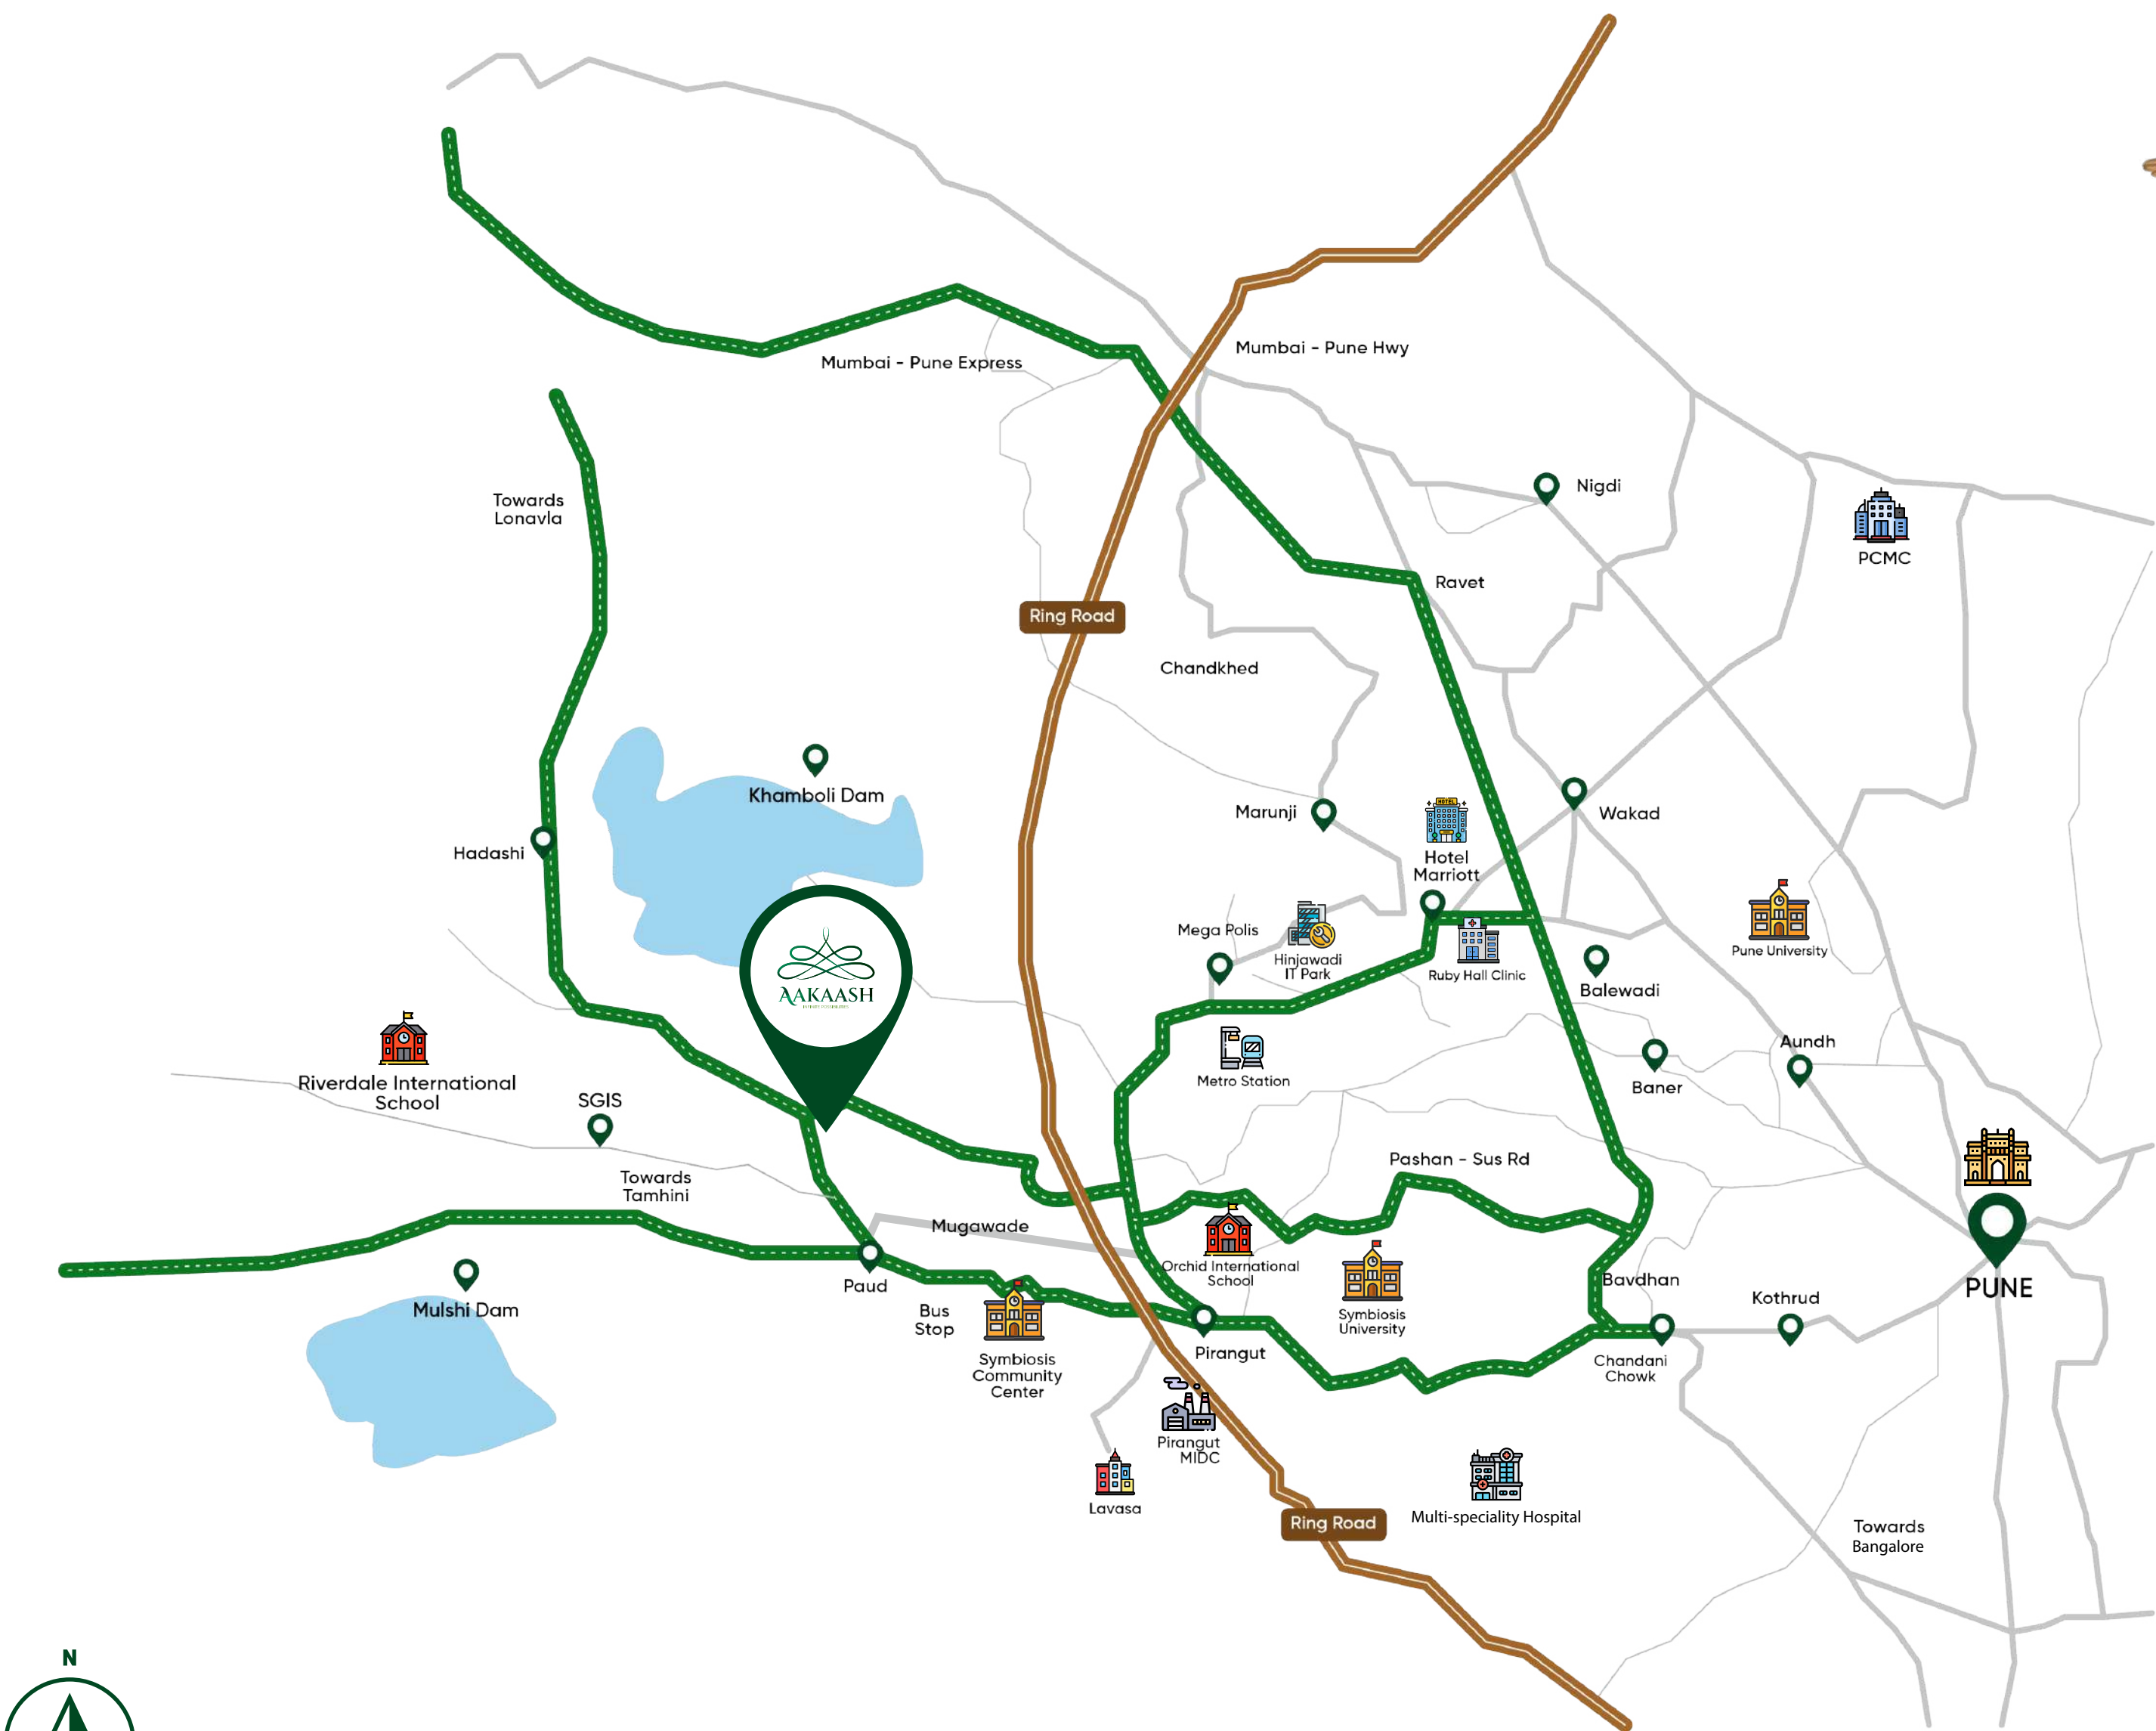 Mumbai - Pune Hwy
Mumbai - Pune Express
Nigdi
Towards
Lonavla
PCMC
Ravet
Ring Road
Chandkhed
Khamboli Dam
Marunji
Wakad
Hadashi
HOTEL
Hotel
Marriott
Mega Polis
Pune University
Hinjawadi
IT Park
Ruby Hall Clinic
Balewadi
AAKAASH
Aundh
Metro Station
Baner
Riverdale International
School
SGIS
Pashan - Sus Rd
Towards
Tamhini
Mugawade
Orchid International
School
Bavdhan
PUNE
Paud
Mulshi Dam
Kothrud
Bus
Stop
Symbiosis
University
Pirangut
Symbiosis
Community
Center
Chandani
Chowk
Pirangut
MIDC
Lavasa
Ring Road
Multi-speciality Hospital
Towards
Bangalore
N